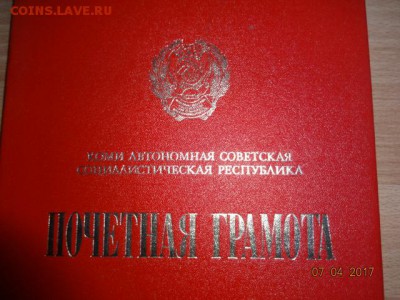 COINS.LAVE.RU
КОМИ АВТОНОМНАЯ СОВЕТСКАЯ
СОЦИАЛИСТИЧЕСКАЯ РЕСПУБЛИКА
ПОЧЕТНАЯ ГРАМОТА
07 04 2017